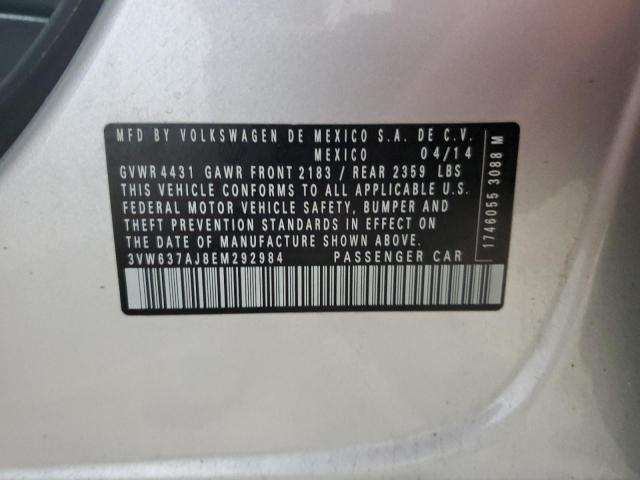 MFD BY VOLKSWAGEN DE MEXICO S.A. DE C.V.
MEXICO 04/14
GVWR 4431 GAWR FRONT 2183 / REAR 2359 LBS
THIS VEHICLE CONFORMS TO ALL APPLICABLE U.S.
FEDERAL MOTOR VEHICLE SAFETY, BUMPER AND
THEFT PREVENTION STANDARDS IN EFFECT ON
THE DATE OF MANUFACTURE SHOWN ABOVE.
3VW637AJ8EM292984 PASSENGER CAR
1746055 3088 M